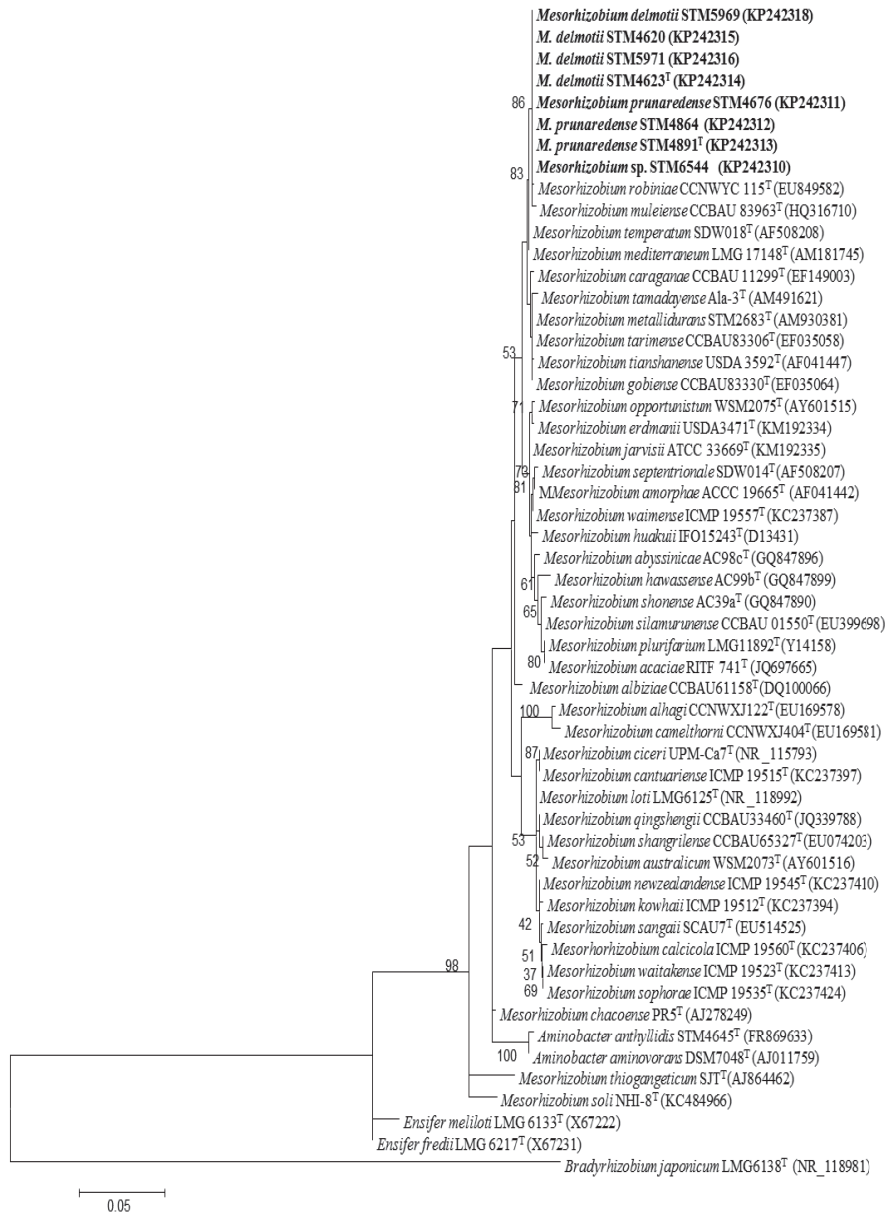 Mesorhizobium delmotii STM5969 (KP242318)
M. delmotii STM4620 (KP242315)
M. delmotii STM5971 (KP242316)
M. delmotii STM4623T (KP242314)
86
Mesorhizobium prunaredense STM4676 (KP242311)
M. prunaredense STM4864 (KP242312)
M. prunaredense STM4891T (KP242313)
83
Mesorhizobium sp. STM6544 (KP242310)
Mesorhizobium robiniae CCNWYC 115T (EU849582)
Mesorhizobium muleiense CCBAU 83963T (HQ316710)
Mesorhizobium temperatum SDW018T (AF508208)
Mesorhizobium mediterraneum LMG 17148T (AM181745)
Mesorhizobium caraganae CCBAU 11299T (EF149003)
Mesorhizobium tamadayense Ala-3T (AM491621)
Mesorhizobium metallidurans STM2683T (AM930381)
Mesorhizobium tarimense CCBAU83306T (EF035058)
53
Mesorhizobium tianshanense USDA 3592T (AF041447)
Mesorhizobium gobiense CCBAU83330T (EF035064)
71
Mesorhizobium opportunistum WSM2075T (AY601515)
Mesorhizobium erdmanii USDA3471T (KM192334)
Mesorhizobium jarvisii ATCC 33669T (KM192335)
73
Mesorhizobium septentrionale SDW014T (AF508207)
81
MMesorhizobium amorphae ACCC 19665T (AF041442)
Mesorhizobium waimense ICMP 19557T (KC237387)
Mesorhizobium huakuii IFO15243T (D13431)
Mesorhizobium abyssinicae AC98cT (GQ847896)
61
Mesorhizobium hawassense AC99bT (GQ847899)
Mesorhizobium shonense AC39aT (GQ847890)
65
Mesorhizobium silamurunense CCBAU 01550T (EU399698)
Mesorhizobium plurifarium LMG11892T (Y14158)
80
Mesorhizobium acaciae RITF 741T (JQ697665)
Mesorhizobium albiziae CCBAU61158T (DQ100066)
100
Mesorhizobium alhagi CCNWXJ122T (EU169578)
Mesorhizobium camelthorni CCNWXJ404T (EU169581)
87
Mesorhizobium ciceri UPM-Ca7T (NR_115793)
Mesorhizobium cantuariense ICMP 19515T (KC237397)
Mesorhizobium loti LMG6125T (NR_118992)
Mesorhizobium qingshengii CCBAU33460T (JQ339788)
53
Mesorhizobium shangrilense CCBAU65327T (EU074203)
52
Mesorhizobium australicum WSM2073T (AY601516)
Mesorhizobium newzealandense ICMP 19545T (KC237410)
Mesorhizobium kowhaii ICMP 19512T (KC237394)
42
Mesorhizobium sangaii SCAU7T (EU514525)
Mesorhorhizobium calcicola ICMP 19560T (KC237406)
51
37
Mesorhizobium waitakense ICMP 19523T (KC237413)
98
69
Mesorhizobium sophorae ICMP 19535T (KC237424)
Mesorhizobium chacoense PR5T (AJ278249)
Aminobacter anthyllidis STM4645T (FR869633)
100
Aminobacter aminovorans DSM7048T (AJ011759)
Mesorhizobium thiogangeticum SJTT (AJ864462)
Mesorhizobium soli NHI-8T (KC484966)
Ensifer meliloti LMG 6133T (X67222)
Ensifer fredii LMG 6217T (X67231)
Bradyrhizobium japonicum LMG6138T (NR_118981)
0.05